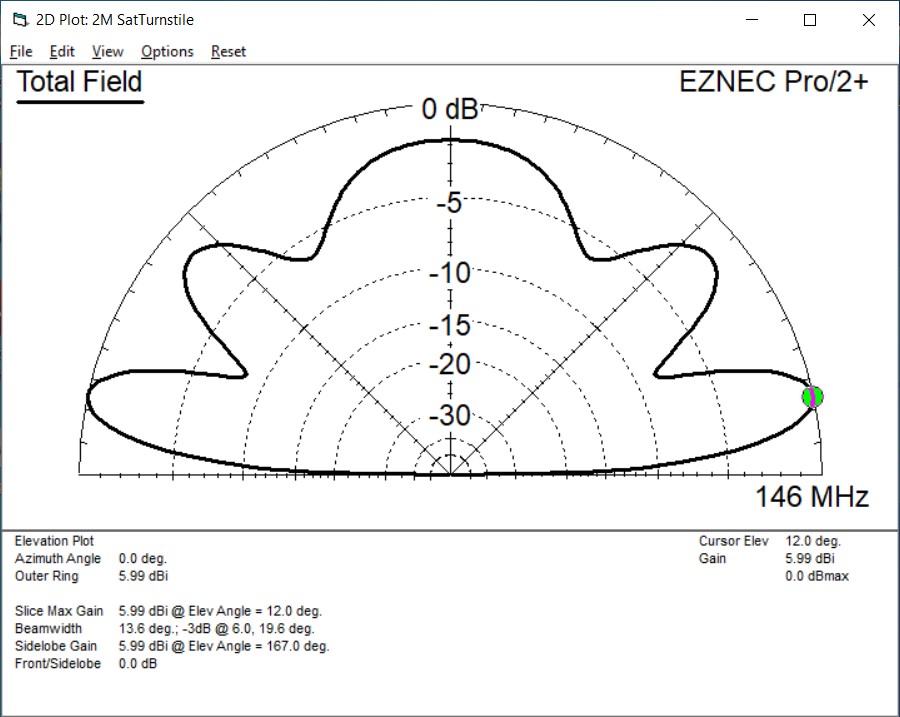 2D Plot: 2M SatTurnstile
File Edit View Options Reset
Total Field
EZNEC Pro/2+
0 dB
-5
-10
-15
-20
-30
146 MHz
Elevation Plot
Azimuth Angle 0.0 deg.
Outer Ring 5.99 dBi
Cursor Elev 12.0 deg.
Gain 5.99 dBi
0.0 dBmax
Slice Max Gain 5.99 dBi @ Elev Angle = 12.0 deg.
Beamwidth 13.6 deg.; -3dB @ 6.0, 19.6 deg.
Sidelobe Gain 5.99 dBi @ Elev Angle = 167.0 deg.
Front/Sidelobe 0.0 dB